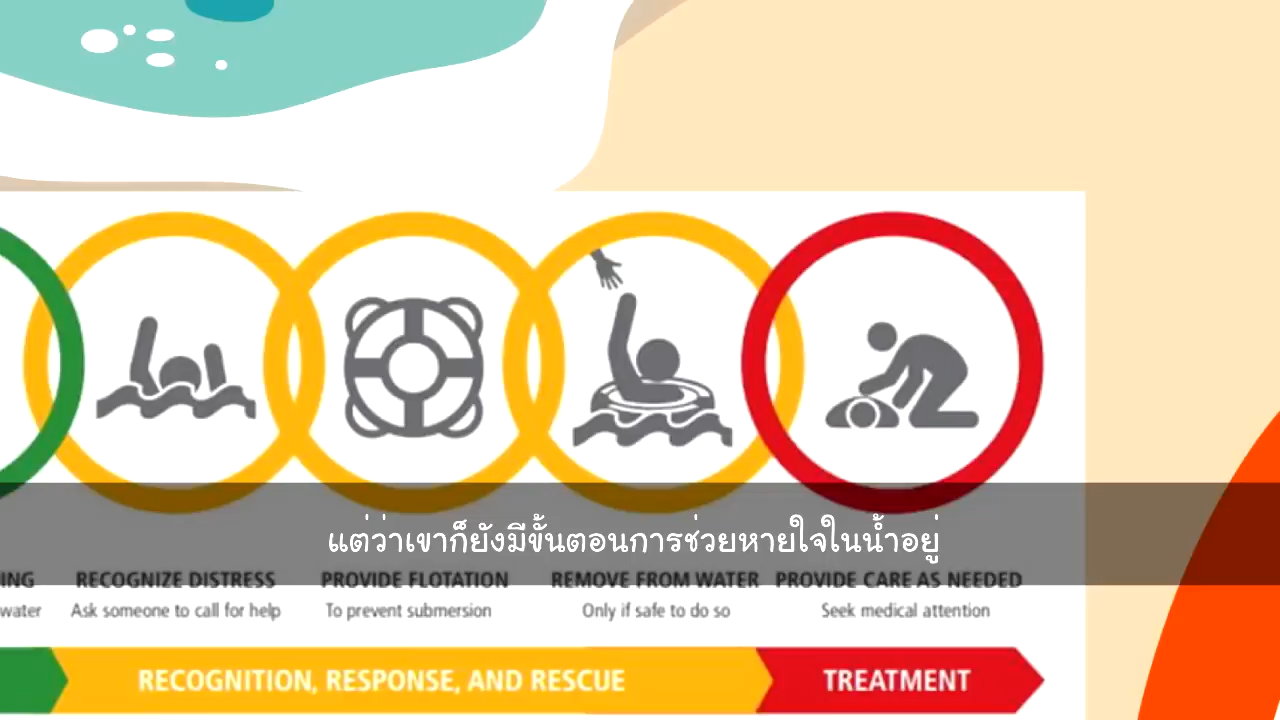 แต่ว่าเขาก็ยังมีขั้นตอนการช่วยหายใจในน้ำอยู่
ING RECOGNIZE DISTRESS PROVIDE FLOTATION REMOVE FROM WATER PROVIDE CARE AS NEEDED
water Ask someone to call for help To prevent submersion Only if safe to do so Seek medical attention
RECOGNITION, RESPONSE, AND RESCUE TREATMENT